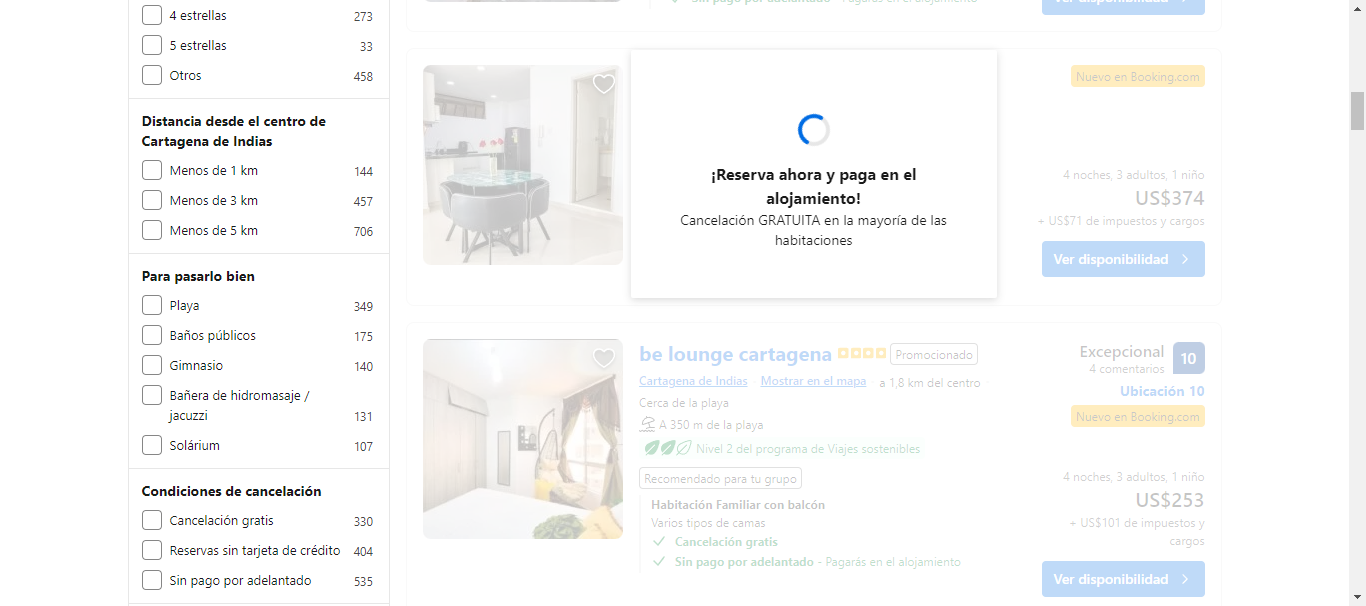 4 estrellas 273
5 estrellas 33
Otros 458
Distancia desde el centro de
Cartagena de Indias
Menos de 1 km 144
Menos de 3 km 457
Menos de 5 km 706
Para pasarlo bien
Playa 349
Baños públicos 175
Gimnasio 140
Bañera de hidromasaje /
jacuzzi 131
Solárium 107
Condiciones de cancelación
Cancelación gratis 330
Reservas sin tarjeta de crédito 404
Sin pago por adelantado 535
Sin pago por adelantado - Pagarás en el alojamiento
Ver disponibilidad
¡Reserva ahora y paga en el
alojamiento!
Cancelación GRATUITA en la mayoría de las
habitaciones
Nuevo en Booking.com
4 noches, 3 adultos, 1 niño
US$374
+ US$71 de impuestos y cargos
Ver disponibilidad
be lounge cartagena Promocionado
Cartagena de Indias Mostrar en el mapa a 1,8 km del centro
Cerca de la playa
A 350 m de la playa
Nivel 2 del programa de Viajes sostenibles
Recomendado para tu grupo
Habitación Familiar con balcón
Varios tipos de camas
Cancelación gratis
Sin pago por adelantado - Pagarás en el alojamiento
Excepcional 10
4 comentarios
Ubicación 10
Nuevo en Booking.com
4 noches, 3 adultos, 1 niño
US$253
+ US$101 de impuestos y
cargos
Ver disponibilidad